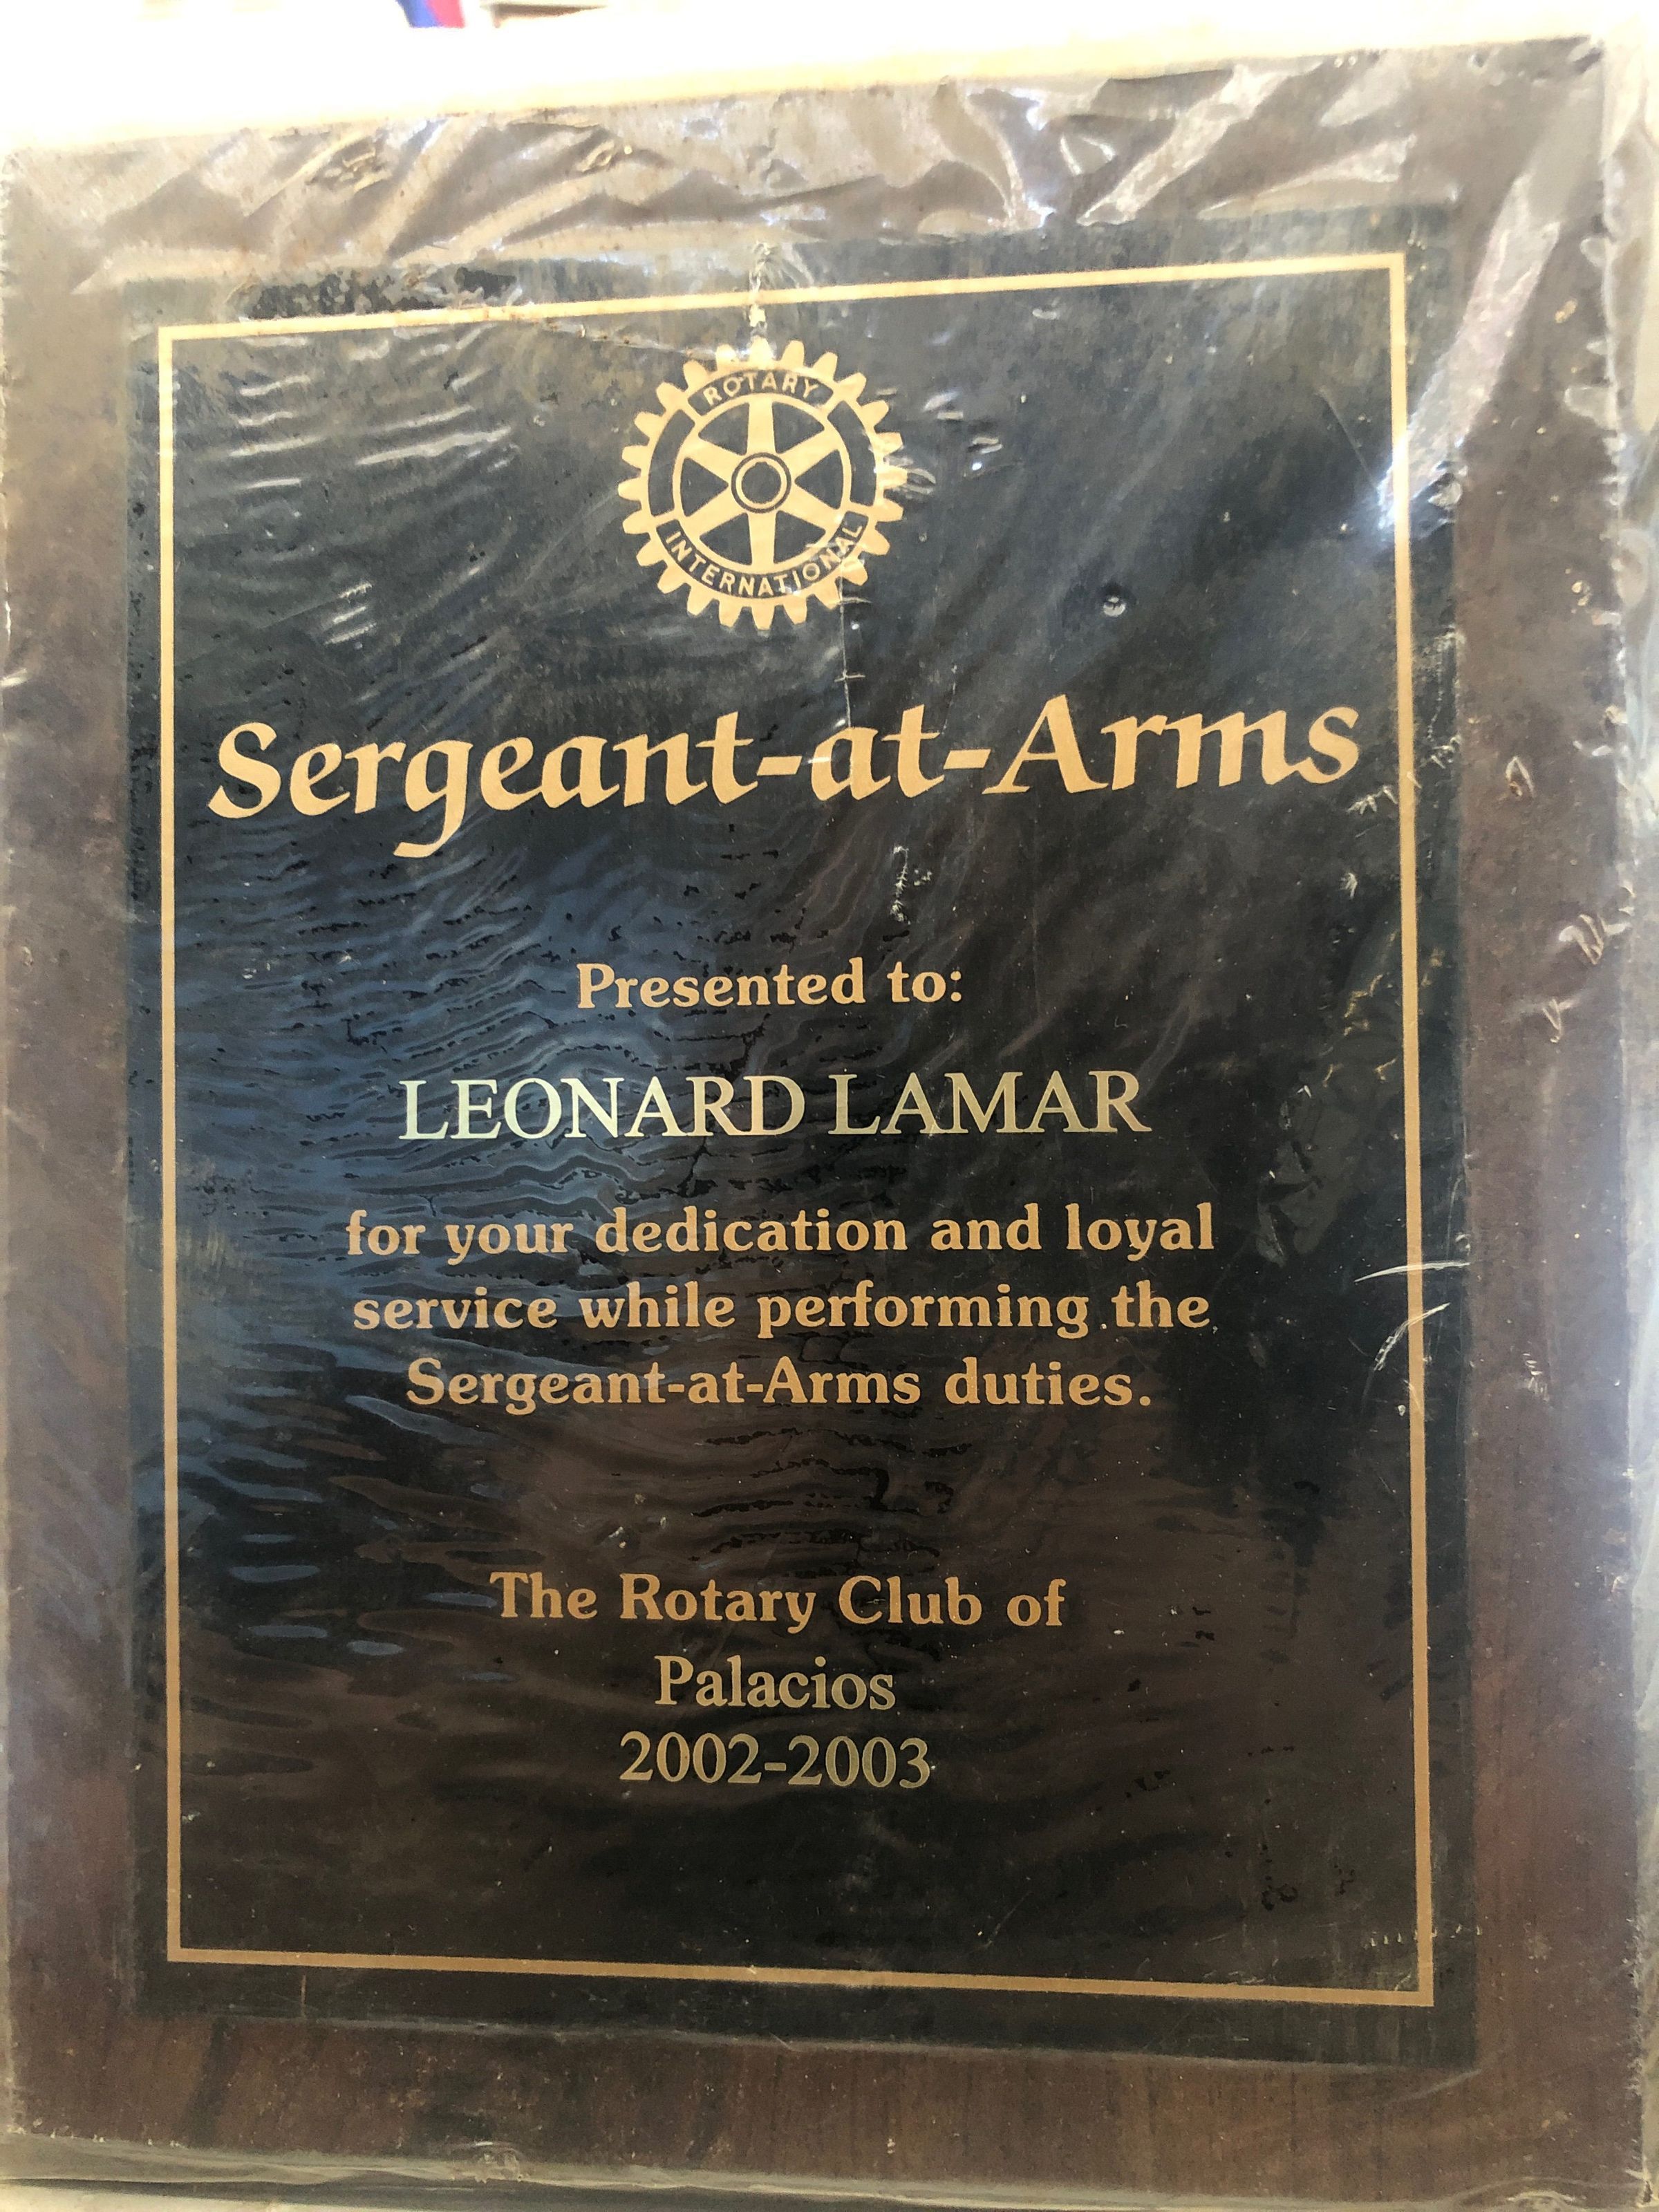 ROTARY
INTERNATIONAL
Sergeant-at-Arms
Presented to:
LEONARD LAMAR
for your dedication and loyal
service while performing the
Sergeant-at-Arms duties.
The Rotary Club of
Palacios
2002-2003